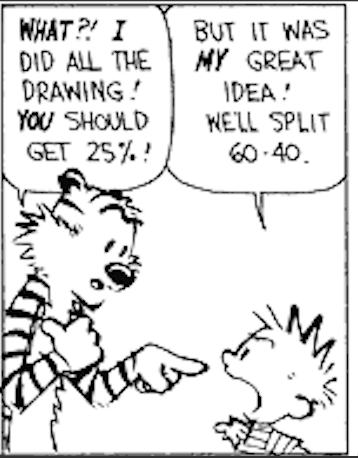 WHAT?! I
DID ALL THE
DRAWING!
YOU SHOULD
GET 25%!
BUT IT WAS
MY GREAT
IDEA!
WE'LL SPLIT
60-40.